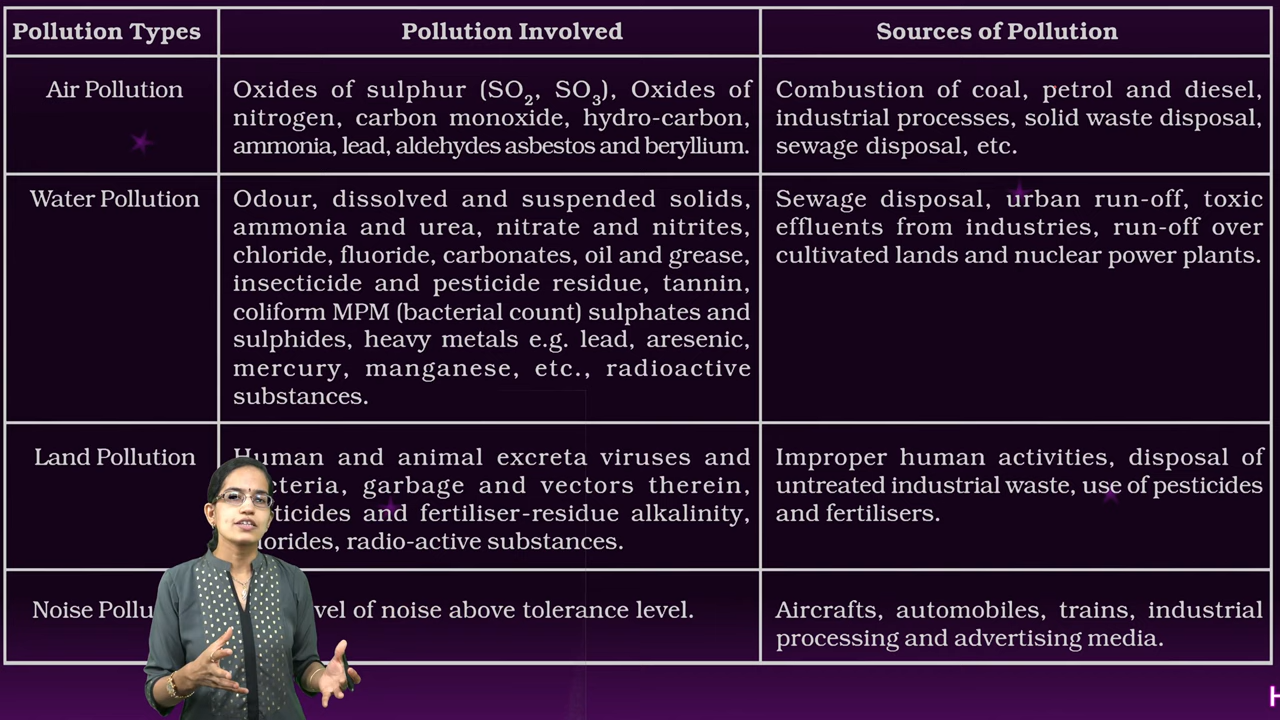 Pollution Types
Pollution Involved
Sources of Pollution
Air Pollution
Oxides of sulphur (SO2, SO3), Oxides of
nitrogen, carbon monoxide, hydro-carbon,
ammonia, lead, aldehydes asbestos and beryllium.
Combustion of coal, petrol and diesel,
industrial processes, solid waste disposal,
sewage disposal, etc.
Water Pollution
Odour, dissolved and suspended solids,
ammonia and urea, nitrate and nitrites,
chloride, fluoride, carbonates, oil and grease,
insecticide and pesticide residue, tannin,
coliform MPM (bacterial count) sulphates and
sulphides, heavy metals e.g. lead, aresenic,
mercury, manganese, etc., radioactive
substances.
Sewage disposal, urban run-off, toxic
effluents from industries, run-off over
cultivated lands and nuclear power plants.
Land Pollution
Human and animal excreta viruses and
garbage and vectors therein,
and fertiliser-residue alkalinity,
radio-active substances.
Improper human activities, disposal of
untreated industrial waste, use of pesticides
and fertilisers.
Noise
of noise above tolerance level.
Aircrafts, automobiles, trains, industrial
processing and advertising media.
H